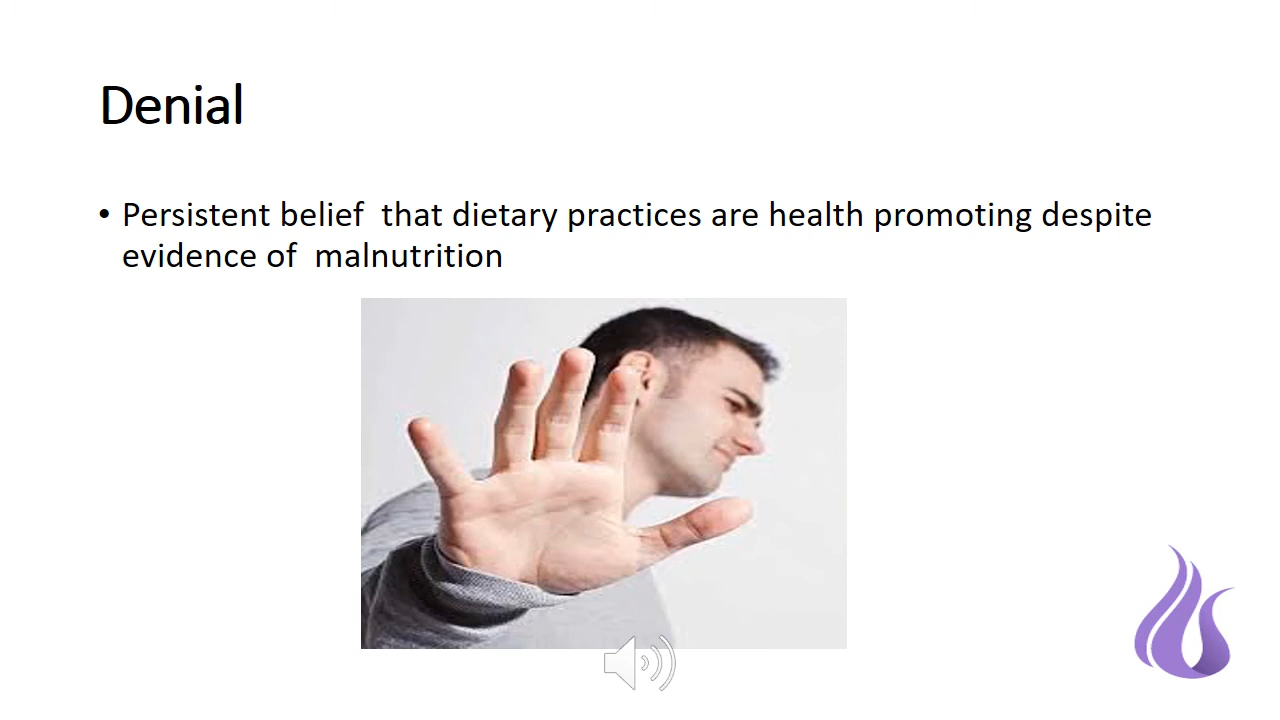 Denial
• Persistent belief  that dietary practices are health promoting despite
evidence of  malnutrition